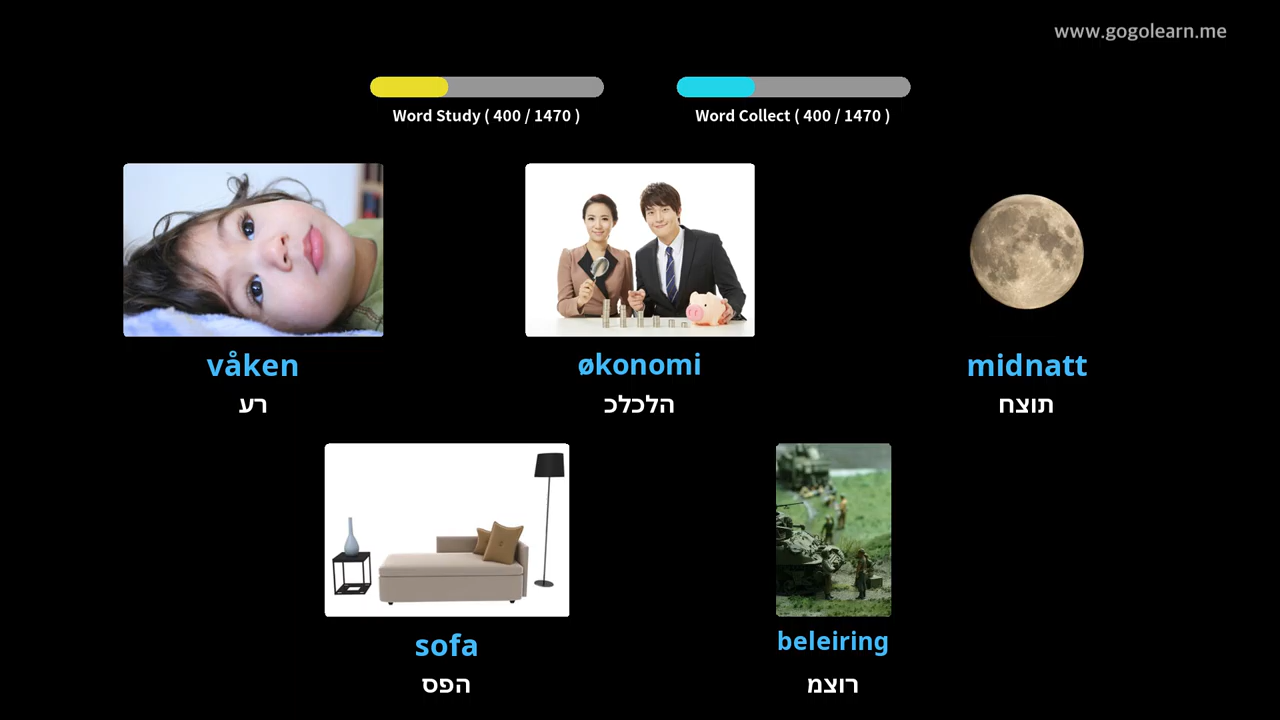 www.gogolearn.me
Word Study ( 400 / 1470 )
Word Collect ( 400 / 1470 )
våken
רע
økonomi
הלכלכ
midnatt
תוצח
sofa
הפס
beleiring
רוצמ